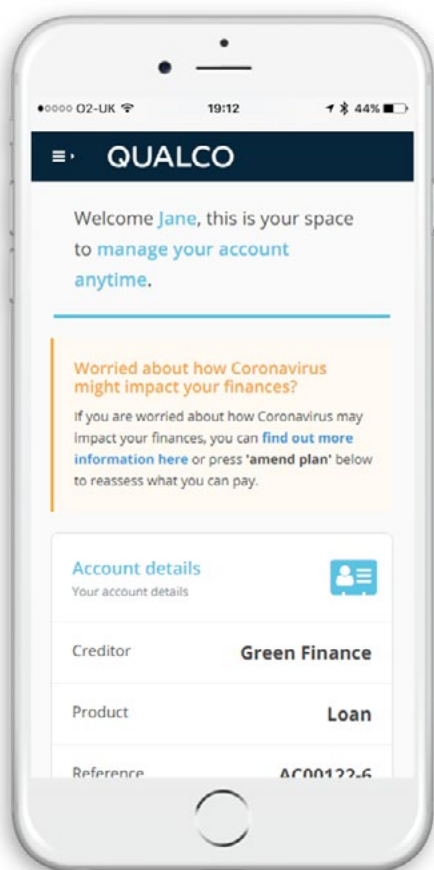 ●○○○○ O2-UK 19:12 44%
QUALCO
Welcome Jane, this is your space
to manage your account
anytime.
Worried about how Coronavirus
might impact your finances?
If you are worried about how Coronavirus may
impact your finances, you can find out more
information here or press 'amend plan' below
to reassess what you can pay.
Account details
Your account details
Creditor Green Finance
Product Loan
Reference AC00122-6